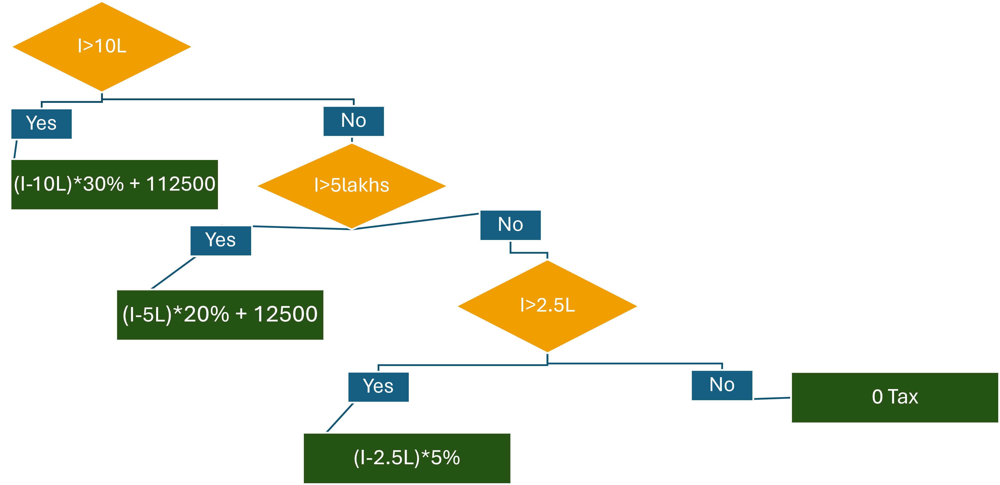 I>10L
Yes
No
(I-10L)*30% + 112500
I>5lakhs
Yes
No
(I-5L)*20% + 12500
I>2.5L
Yes
No
0 Tax
(I-2.5L)*5%